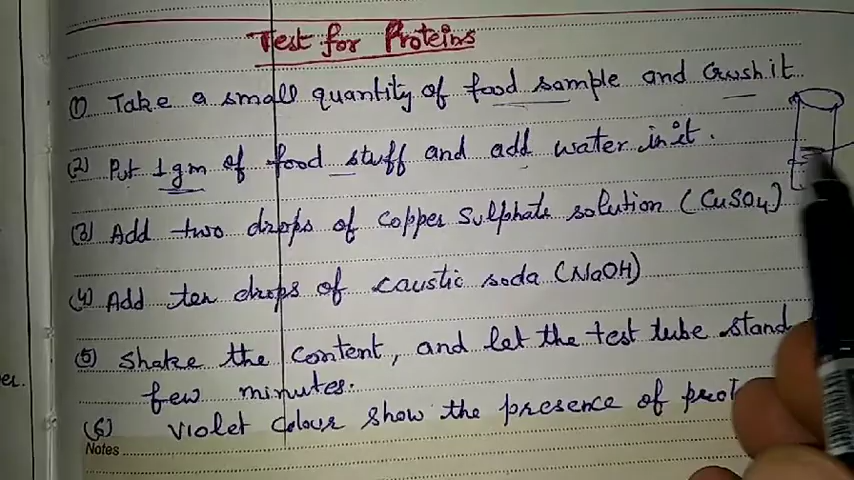 Test for Proteins
(1) Take a small quantity of food sample and Crush it
(2) Put 1gm of food stuff and add water in it.
(3) Add two drops of copper sulphate solution (CuSO4)
(4) Add ten drops of caustic soda (NaOH)
(5) Shake the content, and let the test tube stand
few minutes.
(6) violet colour show the presence of
Notes